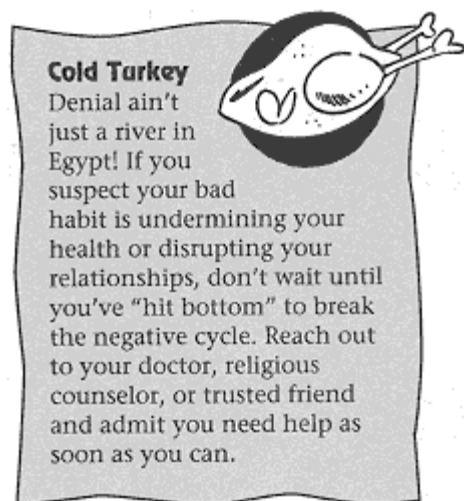 Cold Turkey
Denial ain't
just a river in
Egypt! If you
suspect your bad
habit is undermining your
health or disrupting your
relationships, don't wait until
you've “hit bottom” to break
the negative cycle. Reach out
to your doctor, religious
counselor, or trusted friend
and admit you need help as
soon as you can.